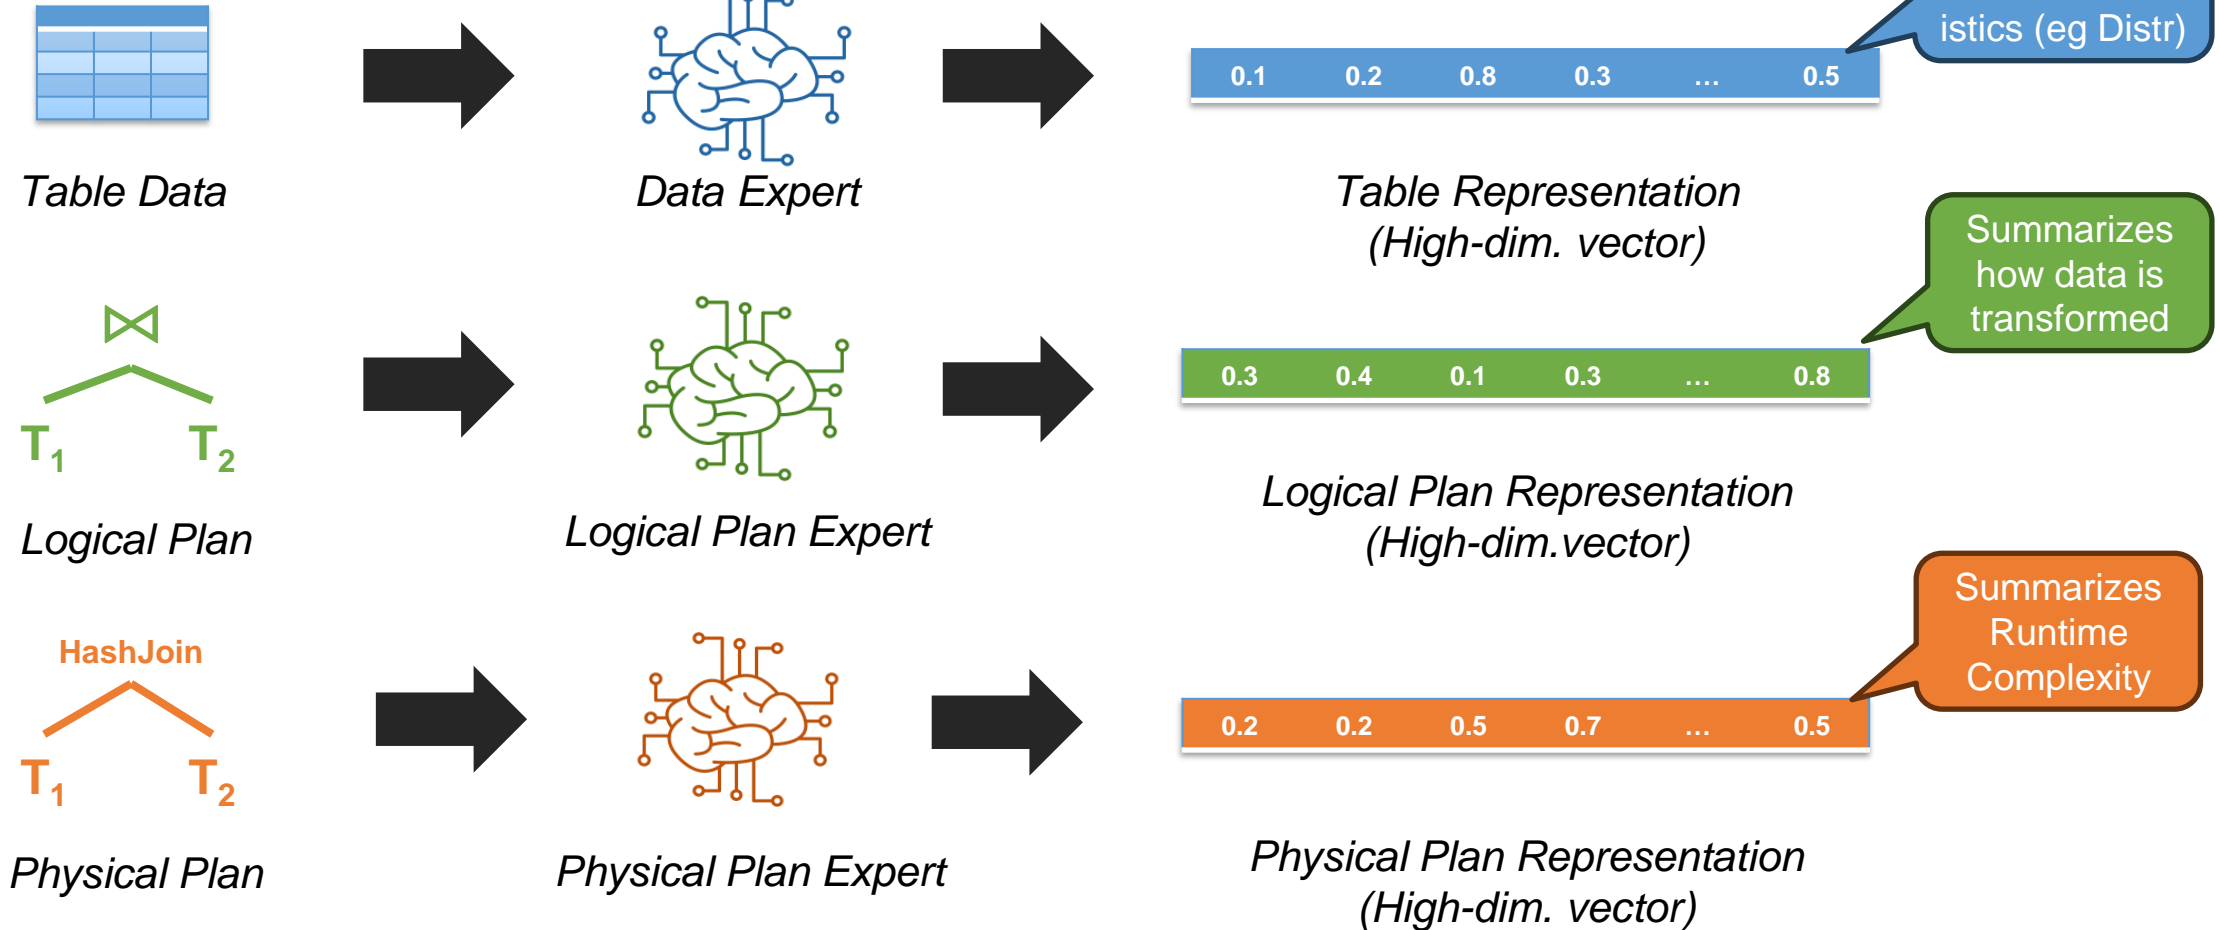 istics (eg Distr)
0.1 0.2 0.8 0.3 … 0.5
Table Data
Data Expert
Table Representation
(High-dim. vector)
Summarizes
how data is
transformed
⋈
T1 T2
0.3 0.4 0.1 0.3 … 0.8
Logical Plan
Logical Plan Expert
Logical Plan Representation
(High-dim.vector)
Summarizes
Runtime
Complexity
HashJoin
T1 T2
0.2 0.2 0.5 0.7 … 0.5
Physical Plan
Physical Plan Expert
Physical Plan Representation
(High-dim. vector)